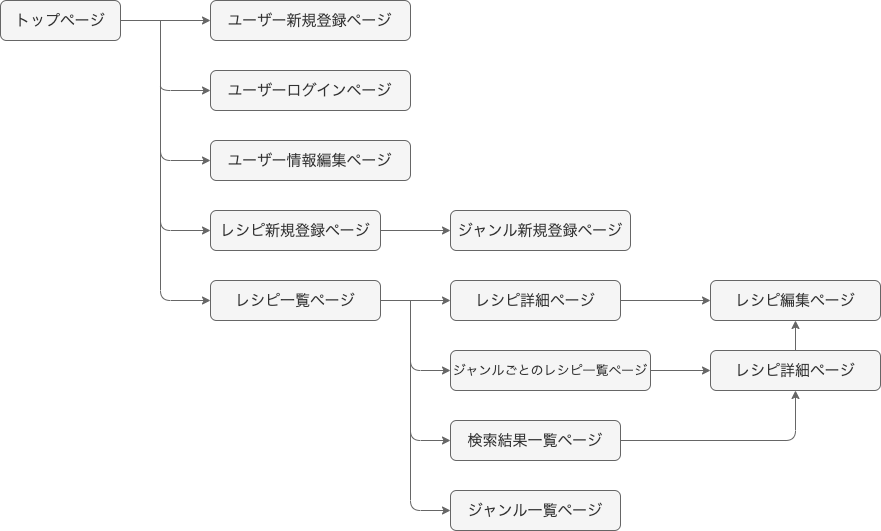 トップページ
ユーザー新規登録ページ
ユーザーログインページ
ユーザー情報編集ページ
レシピ新規登録ページ
ジャンル新規登録ページ
レシピ一覧ページ
レシピ詳細ページ
レシピ編集ページ
ジャンルごとのレシピ一覧ページ
レシピ詳細ページ
検索結果一覧ページ
ジャンル一覧ページ